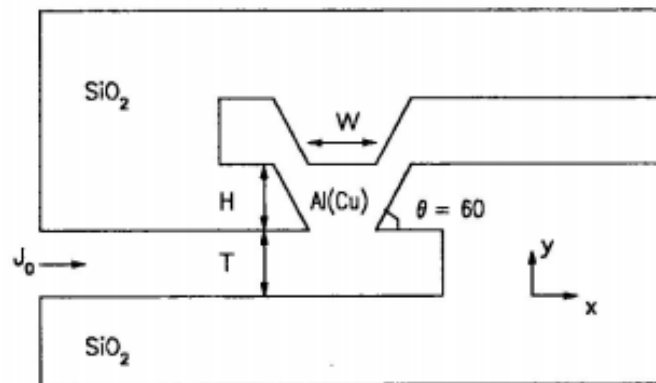 SiO₂
W
H
Al(Cu)
θ = 60
J₀
T
y
x
SiO₂